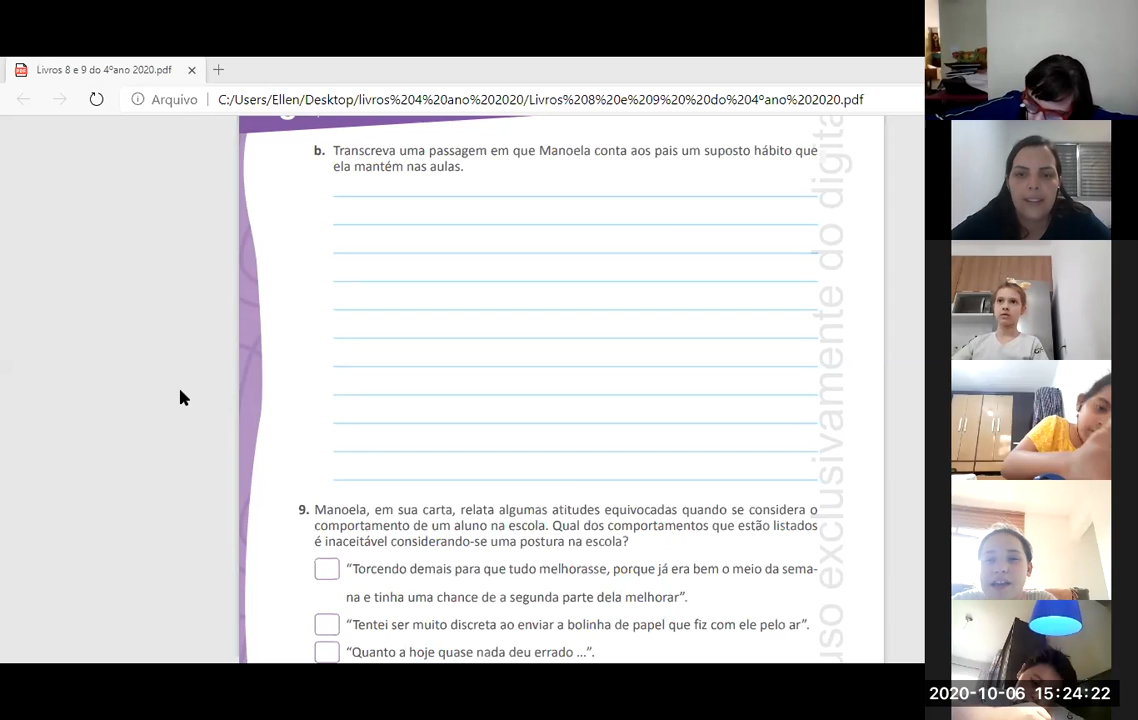 Livros 8 e 9 do 4ºano 2020.pdf
Arquivo C:/Users/Ellen/Desktop/livros%204%20ano%202020/Livros%208%20e%209%20%20do%204ºano%202020.pdf
b. Transcreva uma passagem em que Manoela conta aos pais um suposto hábito que
ela mantém nas aulas.
9. Manoela, em sua carta, relata algumas atitudes equivocadas quando se considera o
comportamento de um aluno na escola. Qual dos comportamentos que estão listados
é inaceitável considerando-se uma postura na escola?
“Torcendo demais para que tudo melhorasse, porque já era bem o meio da sema-
na e tinha uma chance de a segunda parte dela melhorar”.
“Tentei ser muito discreta ao enviar a bolinha de papel que fiz com ele pelo ar”.
“Quanto a hoje quase nada deu errado ...”.
uso exclusivamente do digita
2020-10-06 15:24:22